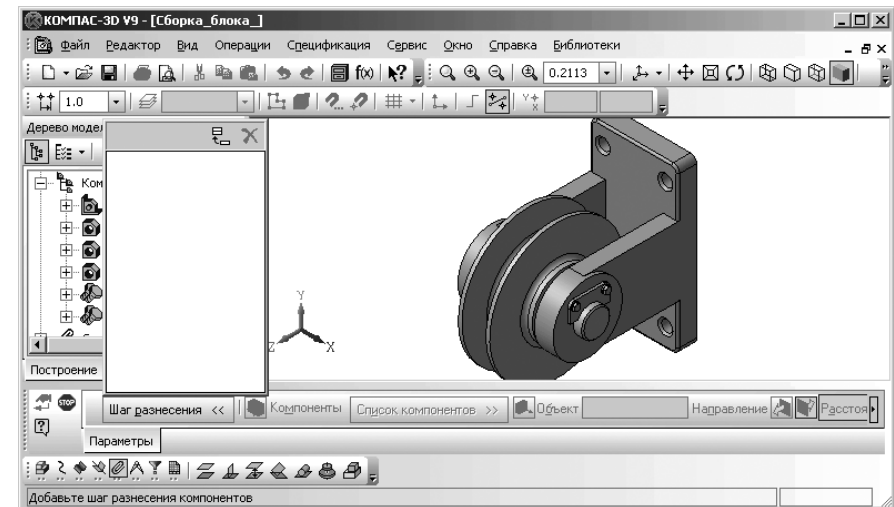 КОМПАС-3D V9 - [Сборка_блока_]
Файл Редактор Вид Операции Спецификация Сервис Окно Справка Библиотеки
0.2113
1.0
Дерево модел
Ком
Y
Z X
Построение
Шаг разнесения << Компоненты Список компонентов >> Объект Направление Расстоя
Параметры
Добавьте шаг разнесения компонентов